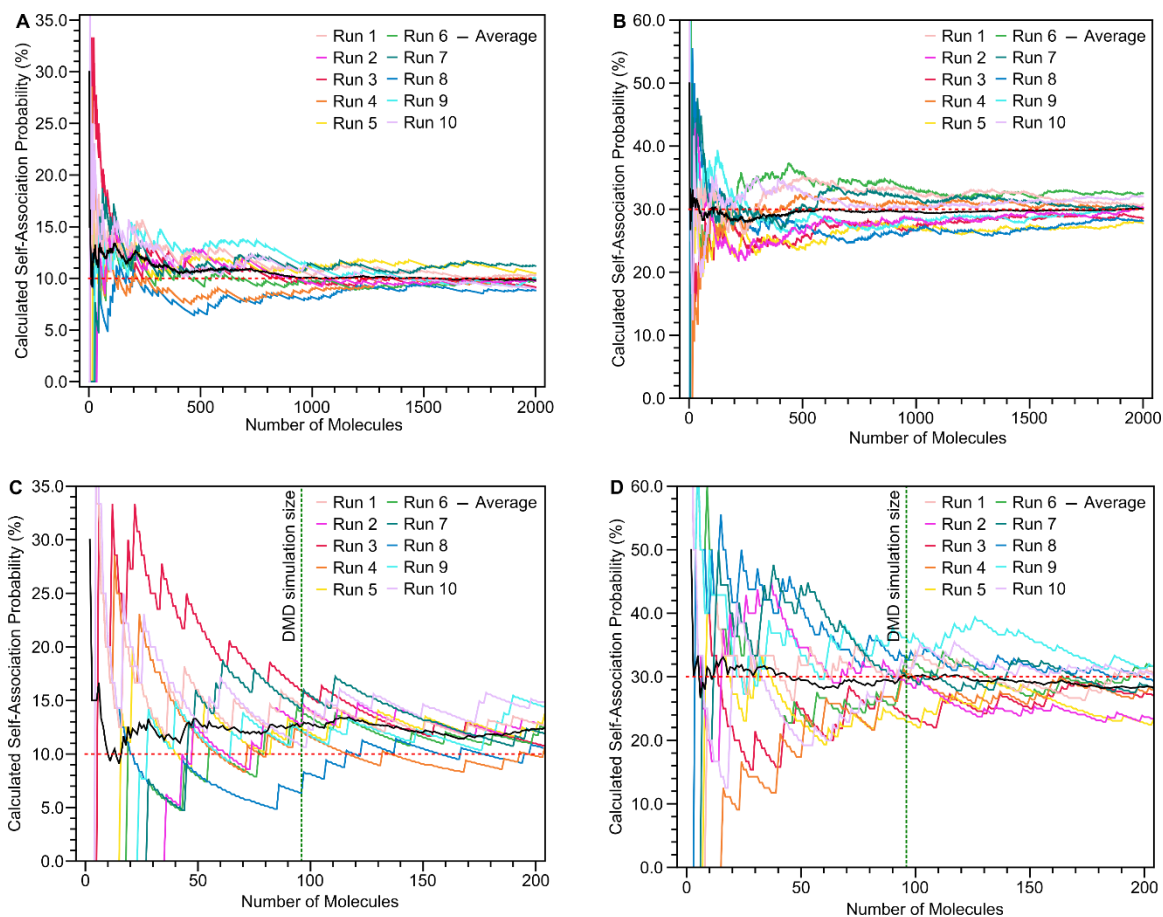 A
Calculated Self-Association Probability (%)
35.0
30.0
25.0
20.0
15.0
10.0
5.0
0.0
Run 1 Run 6 Average
Run 2 Run 7
Run 3 Run 8
Run 4 Run 9
Run 5 Run 10
0 500 1000 1500 2000
Number of Molecules
B
Calculated Self-Association Probability (%)
60.0
50.0
40.0
30.0
20.0
10.0
0.0
Run 1 Run 6 Average
Run 2 Run 7
Run 3 Run 8
Run 4 Run 9
Run 5 Run 10
0 500 1000 1500 2000
Number of Molecules
C
Calculated Self-Association Probability (%)
35.0
30.0
25.0
20.0
15.0
10.0
5.0
0.0
DMD simulation size
Run 1 Run 6 Average
Run 2 Run 7
Run 3 Run 8
Run 4 Run 9
Run 5 Run 10
0 50 100 150 200
Number of Molecules
D
Calculated Self-Association Probability (%)
60.0
50.0
40.0
30.0
20.0
10.0
0.0
DMD simulation size
Run 1 Run 6 Average
Run 2 Run 7
Run 3 Run 8
Run 4 Run 9
Run 5 Run 10
0 50 100 150 200
Number of Molecules